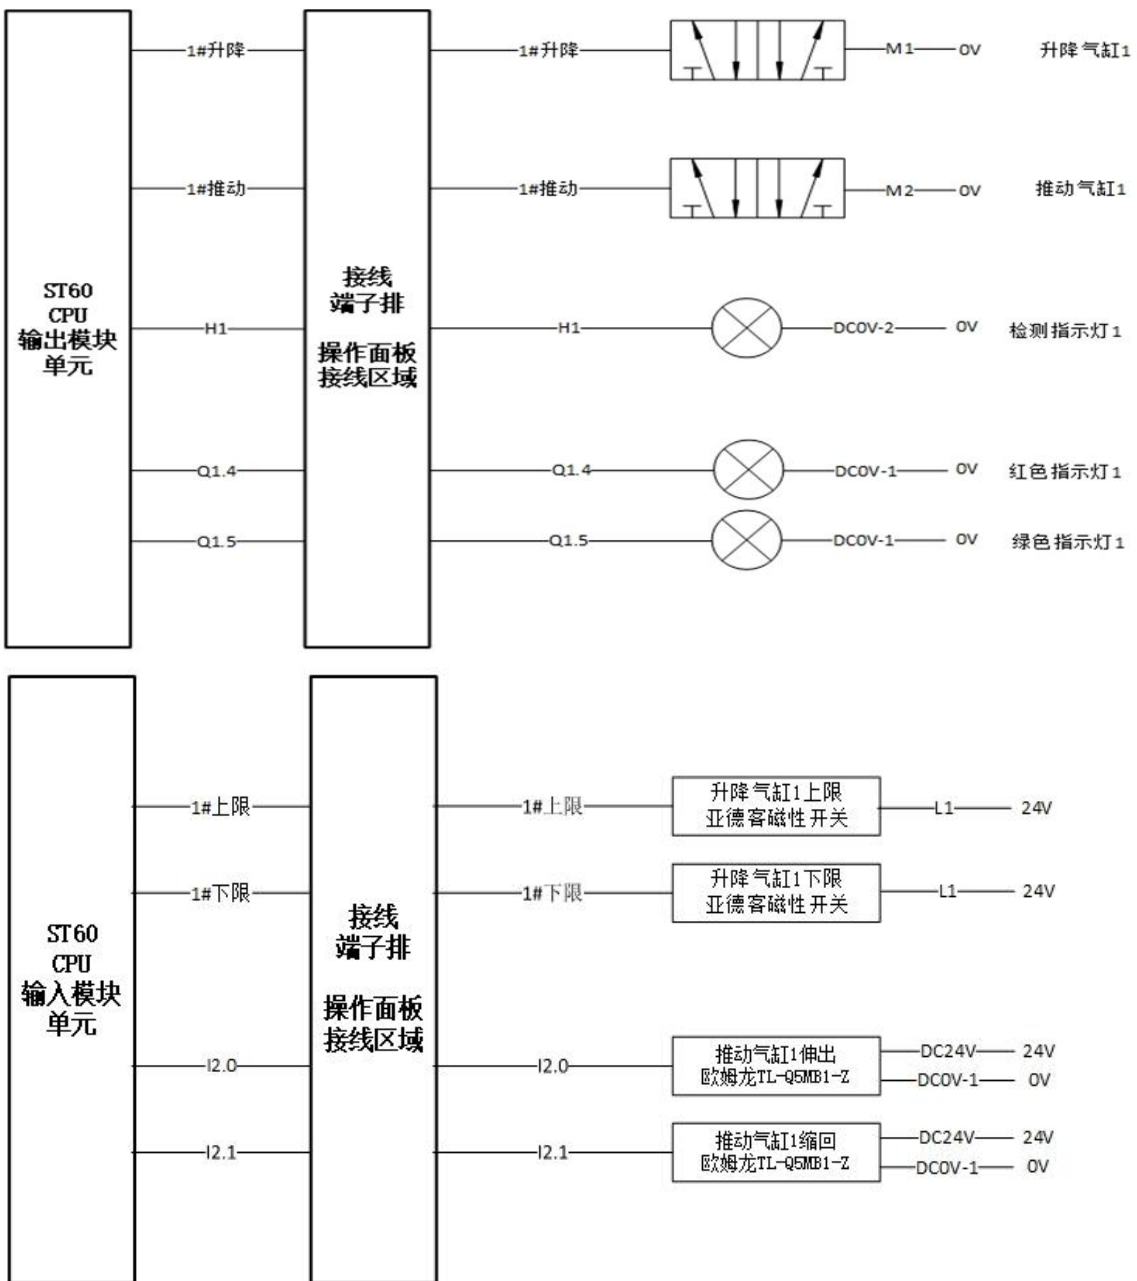 1#升降 1#升降 M1 0V 升降气缸1
1#推动 1#推动 M2 0V 推动气缸1
ST60
CPU
输出模块
单元
接线
端子排
操作面板
接线区域
H1 H1 DC0V-2 0V 检测指示灯1
Q1.4 Q1.4 DC0V-1 0V 红色指示灯1
Q1.5 Q1.5 DC0V-1 0V 绿色指示灯1
1#上限 1#上限
升降气缸1上限
亚德客磁性开关
L1 24V
1#下限 1#下限
升降气缸1下限
亚德客磁性开关
L1 24V
ST60
CPU
输入模块
单元
接线
端子排
操作面板
接线区域
I2.0 I2.0
推动气缸1伸出
欧姆龙TL-Q5MB1-Z
DC24V 24V
DC0V-1 0V
I2.1 I2.1
推动气缸1缩回
欧姆龙TL-Q5MB1-Z
DC24V 24V
DC0V-1 0V